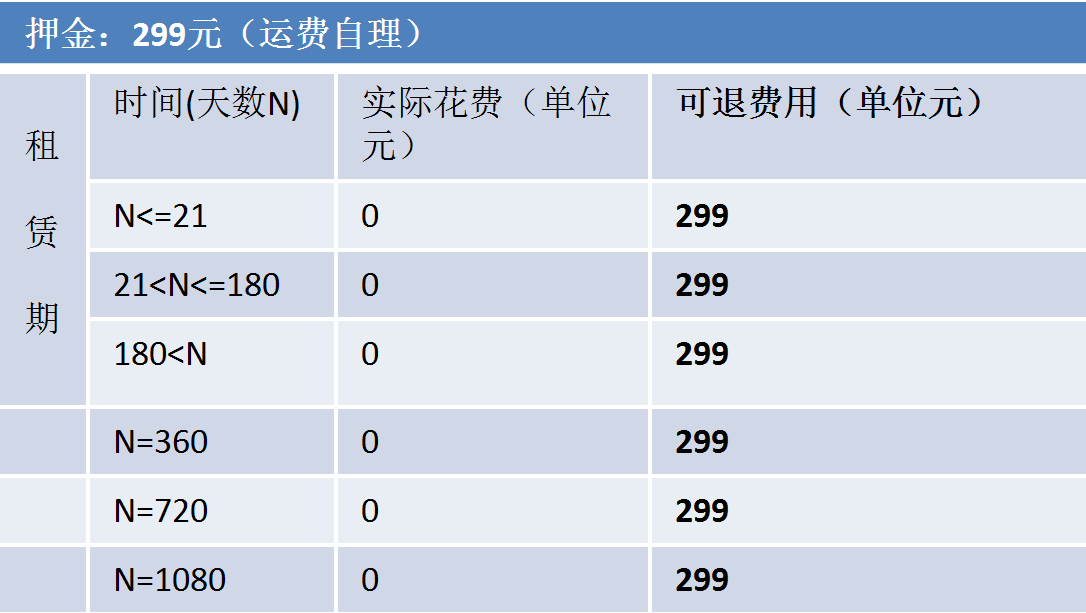 押金：299元（运费自理）
租
赁
期
时间(天数N)
实际花费（单位
元）
可退费用（单位元）
N<=21
0
299
21<N<=180
0
299
180<N
0
299
N=360
0
299
N=720
0
299
N=1080
0
299